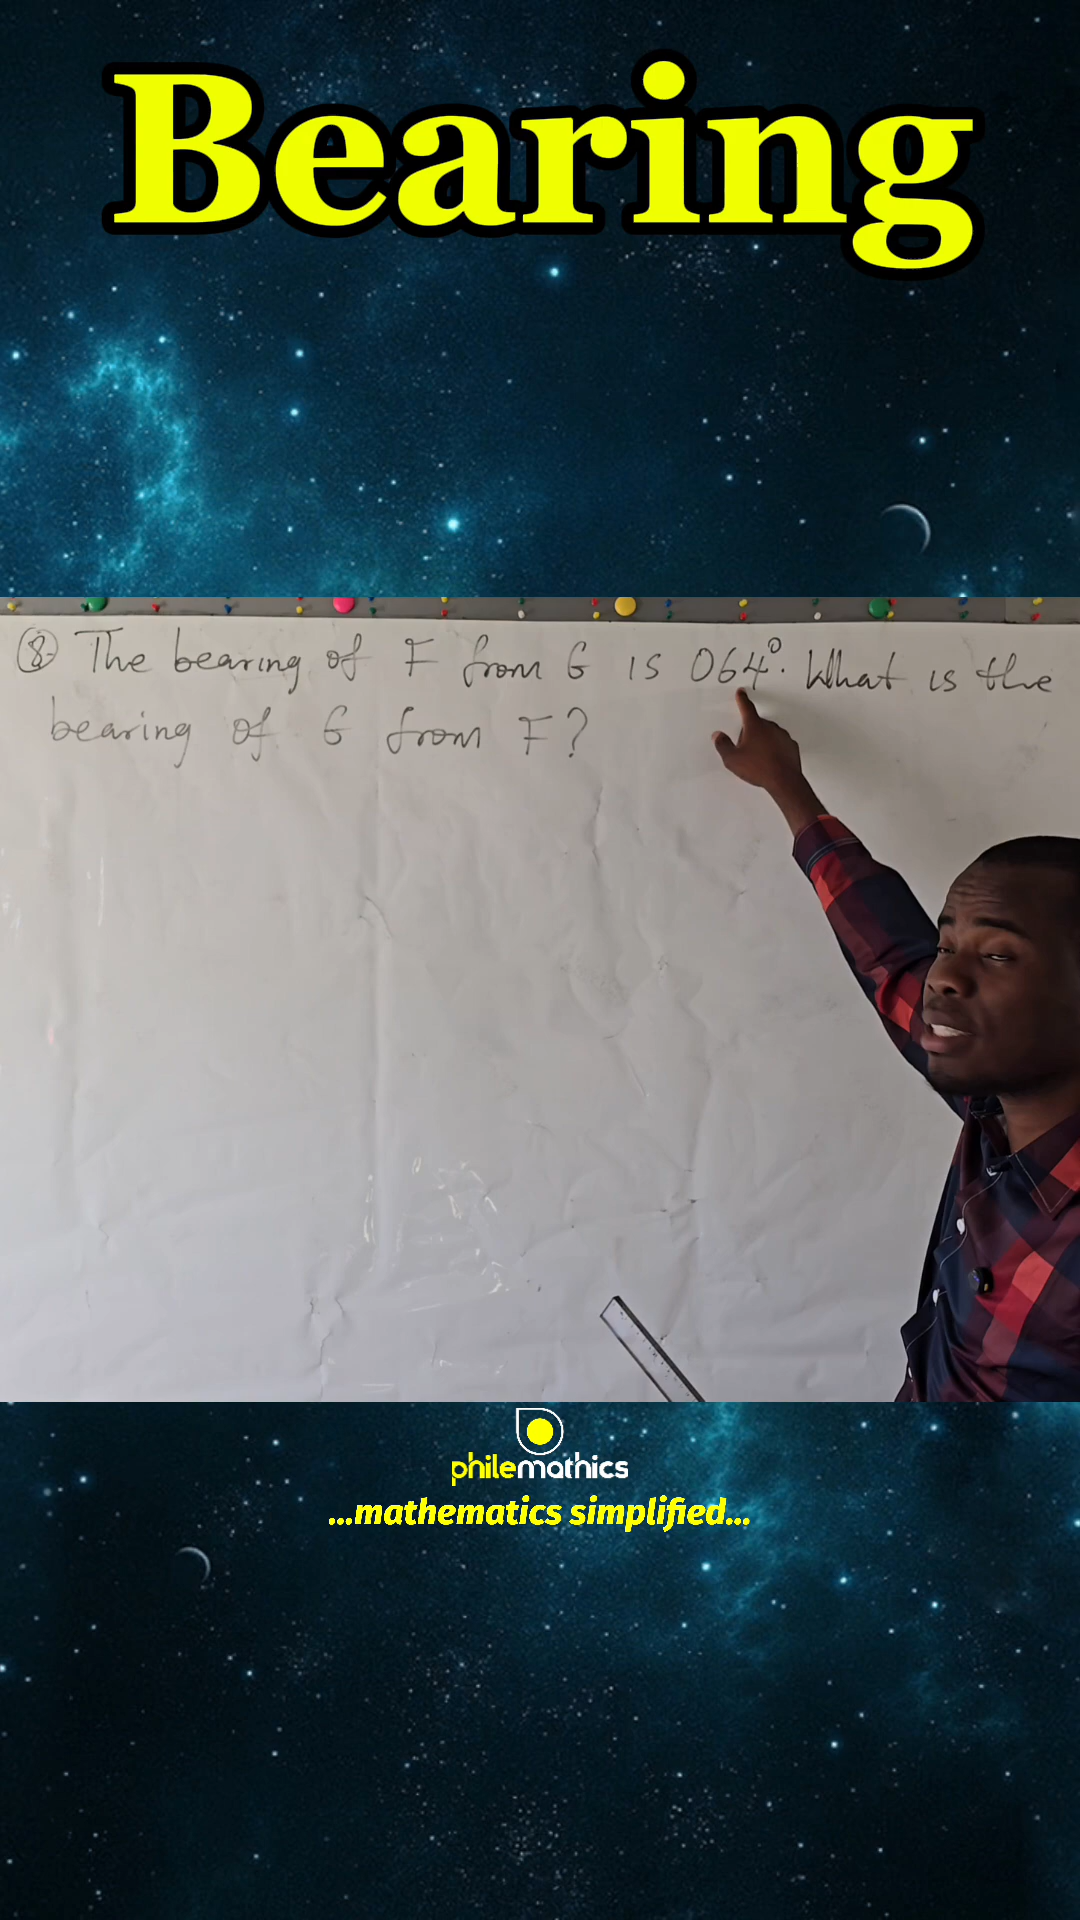 Bearing
⑧ The bearing of F from G is 064°. What is the
bearing of G from F?
philemathics
...mathematics simplified...